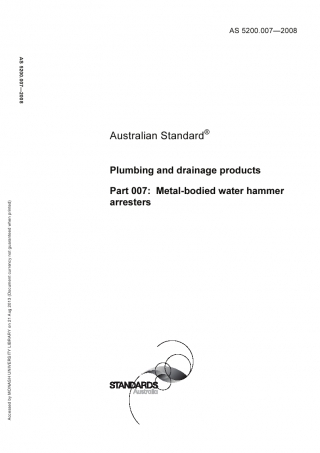 AS 5200.007—2008
AS 5200.007—2008
Australian Standard®
Plumbing and drainage products
Part 007: Metal-bodied water hammer
arresters
Accessed by MONASH UNIVERSITY LIBRARY on 21 Aug 2010 (Document currency not guaranteed when printed)
STANDARDS
Australia